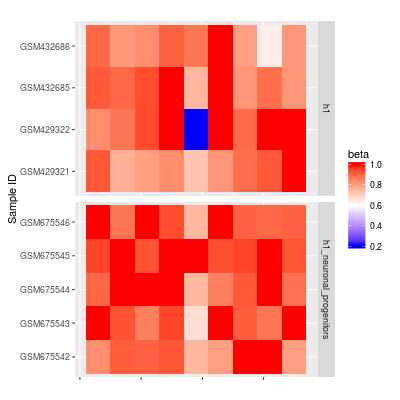 GSM432686
GSM432685
GSM429322
GSM429321
h1
GSM675546
GSM675545
GSM675544
GSM675543
GSM675542
h1_neuronal_progenitors
Sample ID
beta
1.0
0.8
0.6
0.4
0.2